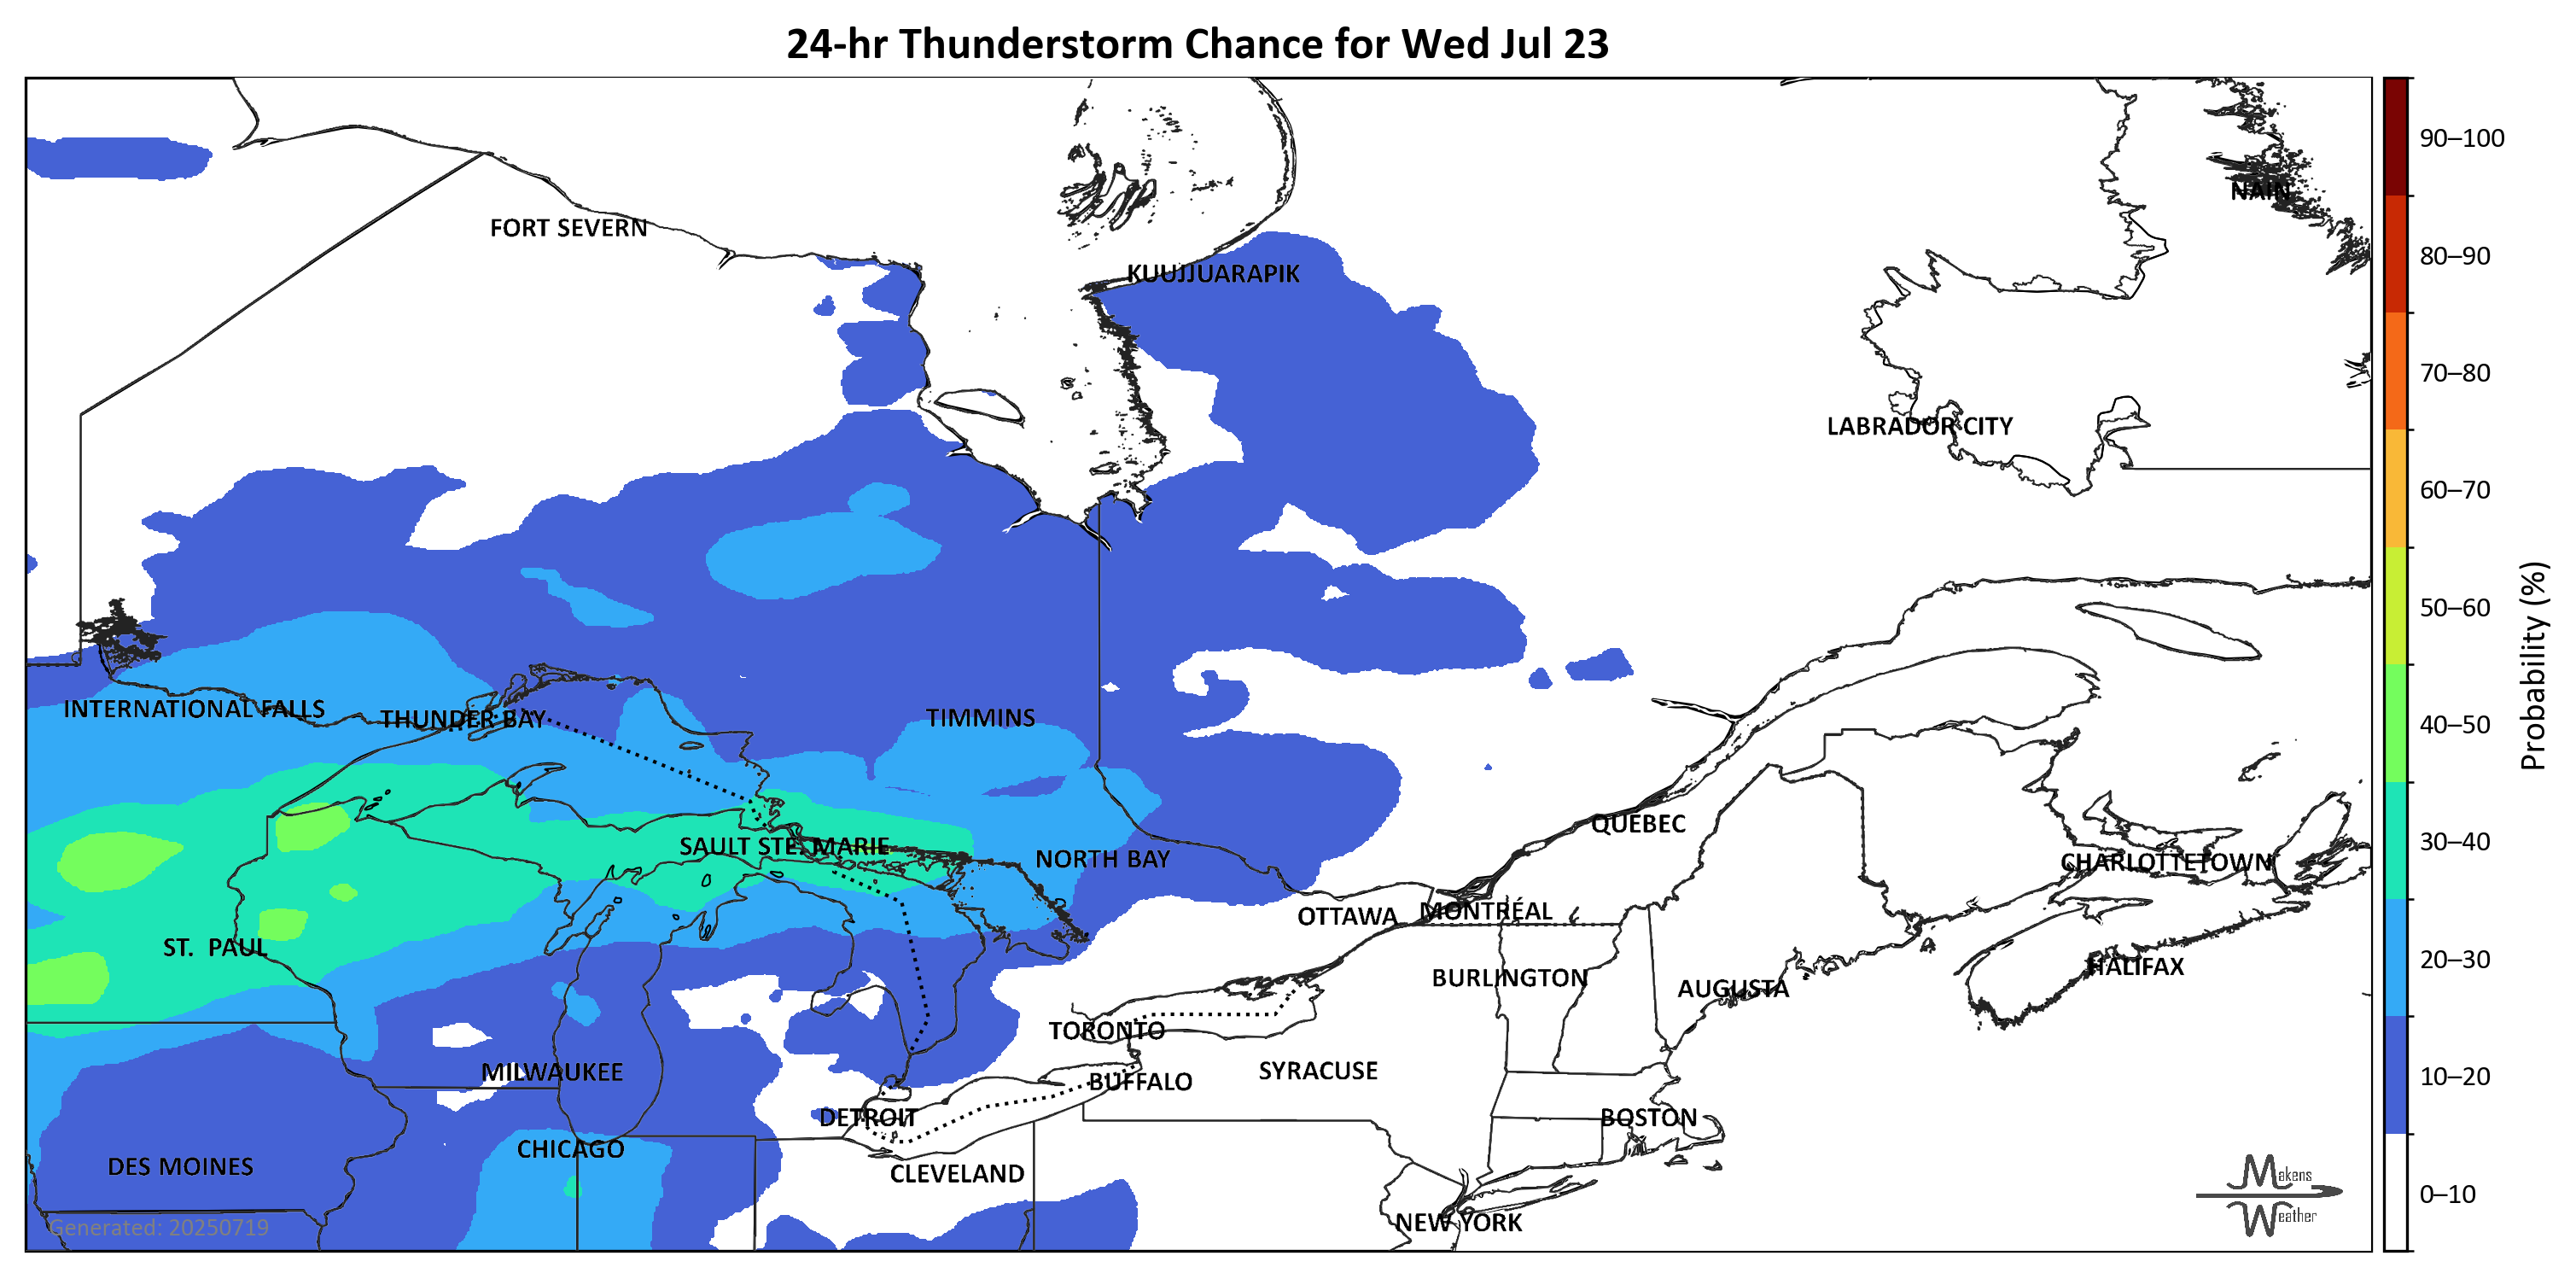 24-hr Thunderstorm Chance for Wed Jul 23
90–100
NAIN
FORT SEVERN
80–90
KUUJJUARAPIK
70–80
LABRADOR CITY
60–70
50–60
Probability (%)
INTERNATIONAL FALLS
THUNDER BAY
TIMMINS
40–50
QUEBEC
SAULT STE. MARIE
30–40
NORTH BAY
CHARLOTTETOWN
OTTAWA
MONTRÉAL
ST. PAUL
20–30
HALIFAX
BURLINGTON
AUGUSTA
TORONTO
MILWAUKEE
SYRACUSE
BUFFALO
10–20
DETROIT
BOSTON
CHICAGO
DES MOINES
CLEVELAND
Makens
Weather
0–10
NEW YORK
Generated: 20250719